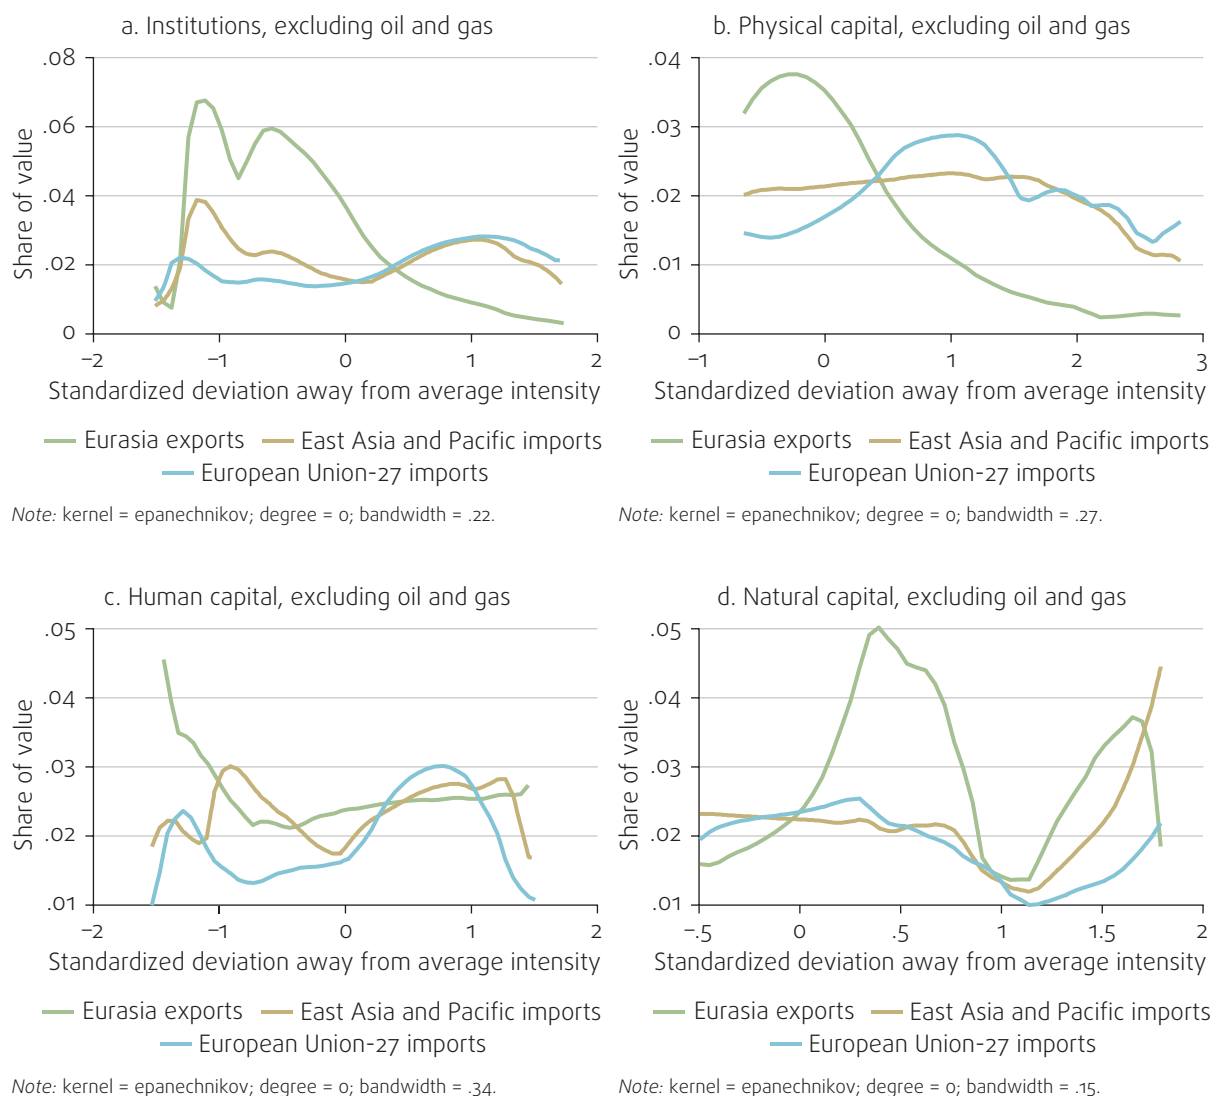 a. Institutions, excluding oil and gas
.08
.06
.04
.02
0
Share of value
−2 −1 0 1 2
Standardized deviation away from average intensity
Eurasia exports East Asia and Pacific imports
European Union-27 imports
Note: kernel = epanechnikov; degree = 0; bandwidth = .22.
b. Physical capital, excluding oil and gas
.04
.03
.02
.01
0
Share of value
−1 0 1 2 3
Standardized deviation away from average intensity
Eurasia exports East Asia and Pacific imports
European Union-27 imports
Note: kernel = epanechnikov; degree = 0; bandwidth = .27.
c. Human capital, excluding oil and gas
.05
.04
.03
.02
.01
Share of value
−2 −1 0 1 2
Standardized deviation away from average intensity
Eurasia exports East Asia and Pacific imports
European Union-27 imports
Note: kernel = epanechnikov; degree = 0; bandwidth = .34.
d. Natural capital, excluding oil and gas
.05
.04
.03
.02
.01
Share of value
−.5 0 .5 1 1.5 2
Standardized deviation away from average intensity
Eurasia exports East Asia and Pacific imports
European Union-27 imports
Note: kernel = epanechnikov; degree = 0; bandwidth = .15.